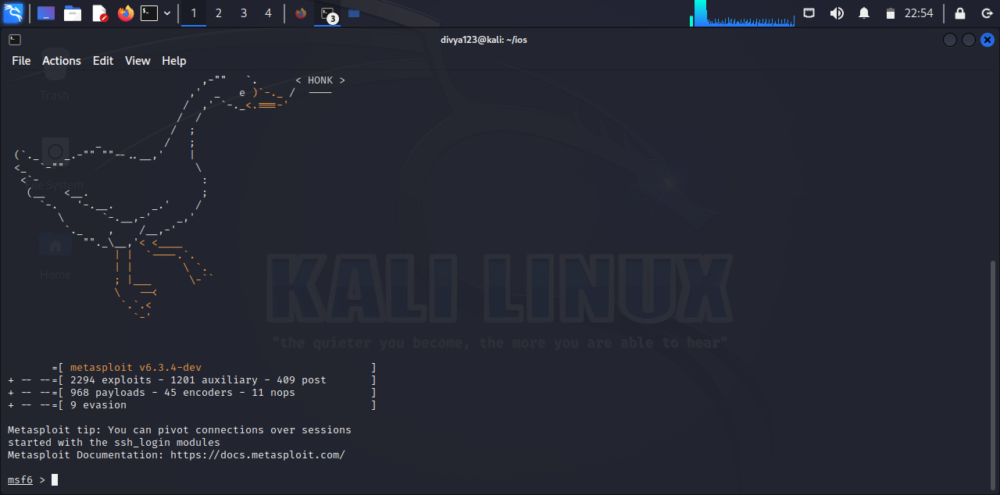 1 2 3 4 3 22:54
divya123@kali: ~/ios
File Actions Edit View Help
< HONK >
Trash
File System
Home
KALI LINUX
"the quieter you become, the more you are able to hear"
=[ metasploit v6.3.4-dev ]
+ -- --=[ 2294 exploits - 1201 auxiliary - 409 post ]
+ -- --=[ 968 payloads - 45 encoders - 11 nops ]
+ -- --=[ 9 evasion ]
Metasploit tip: You can pivot connections over sessions
started with the ssh_login modules
Metasploit Documentation: https://docs.metasploit.com/
msf6 >